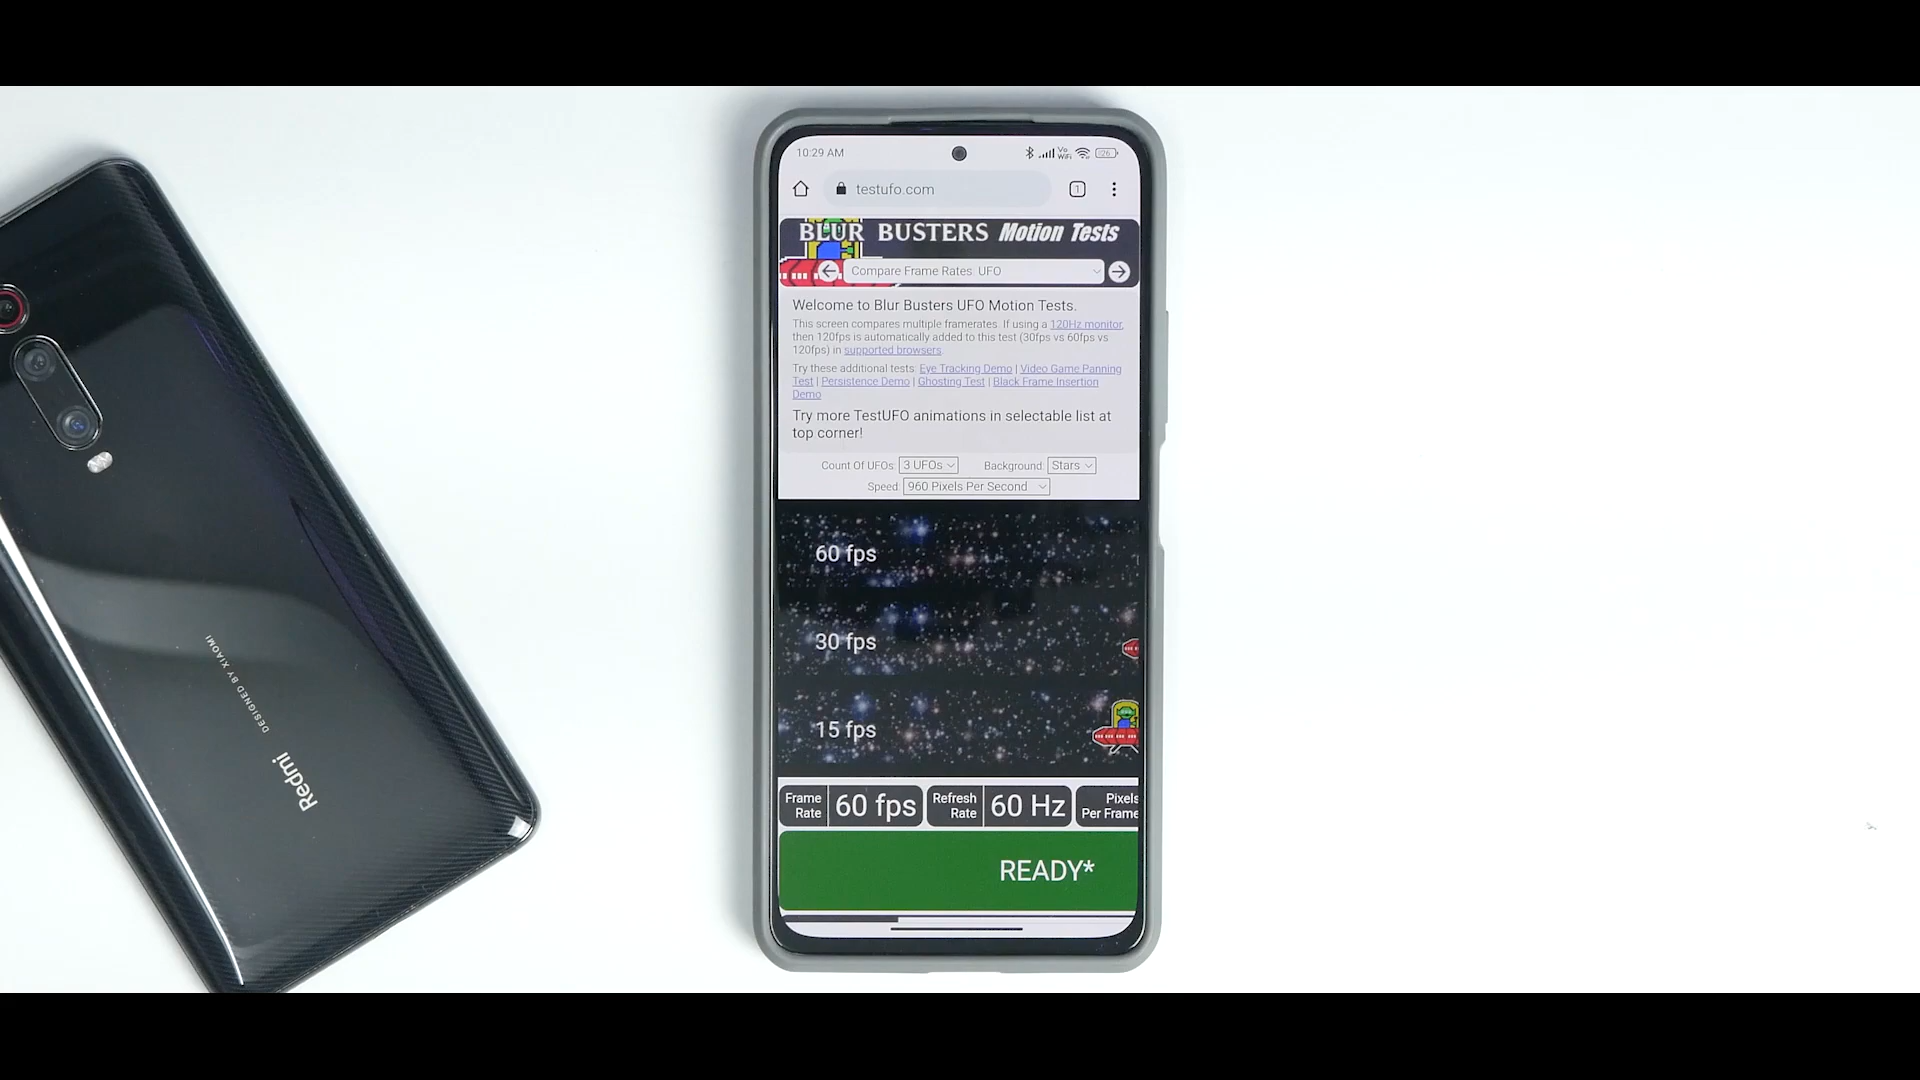 10:29 AM
Vo
WiFi
26
testufo.com
1
BLUR BUSTERS Motion Tests
Compare Frame Rates UFO
Welcome to Blur Busters UFO Motion Tests.
This screen compares multiple framerates. If using a 120Hz monitor,
then 120fps is automatically added to this test (30fps vs 60fps vs
120fps) in supported browsers.
Try these additional tests: Eye Tracking Demo | Video Game Panning
Test | Persistence Demo | Ghosting Test | Black Frame Insertion
Demo
Try more TestUFO animations in selectable list at
top corner!
Count Of UFOs: 3 UFOs Background: Stars
Speed: 960 Pixels Per Second
60 fps
30 fps
15 fps
Frame
Rate
60 fps
Refresh
Rate
60 Hz
Pixels
Per Frame
READY*
Redmi
DESIGNED BY XIAOMI